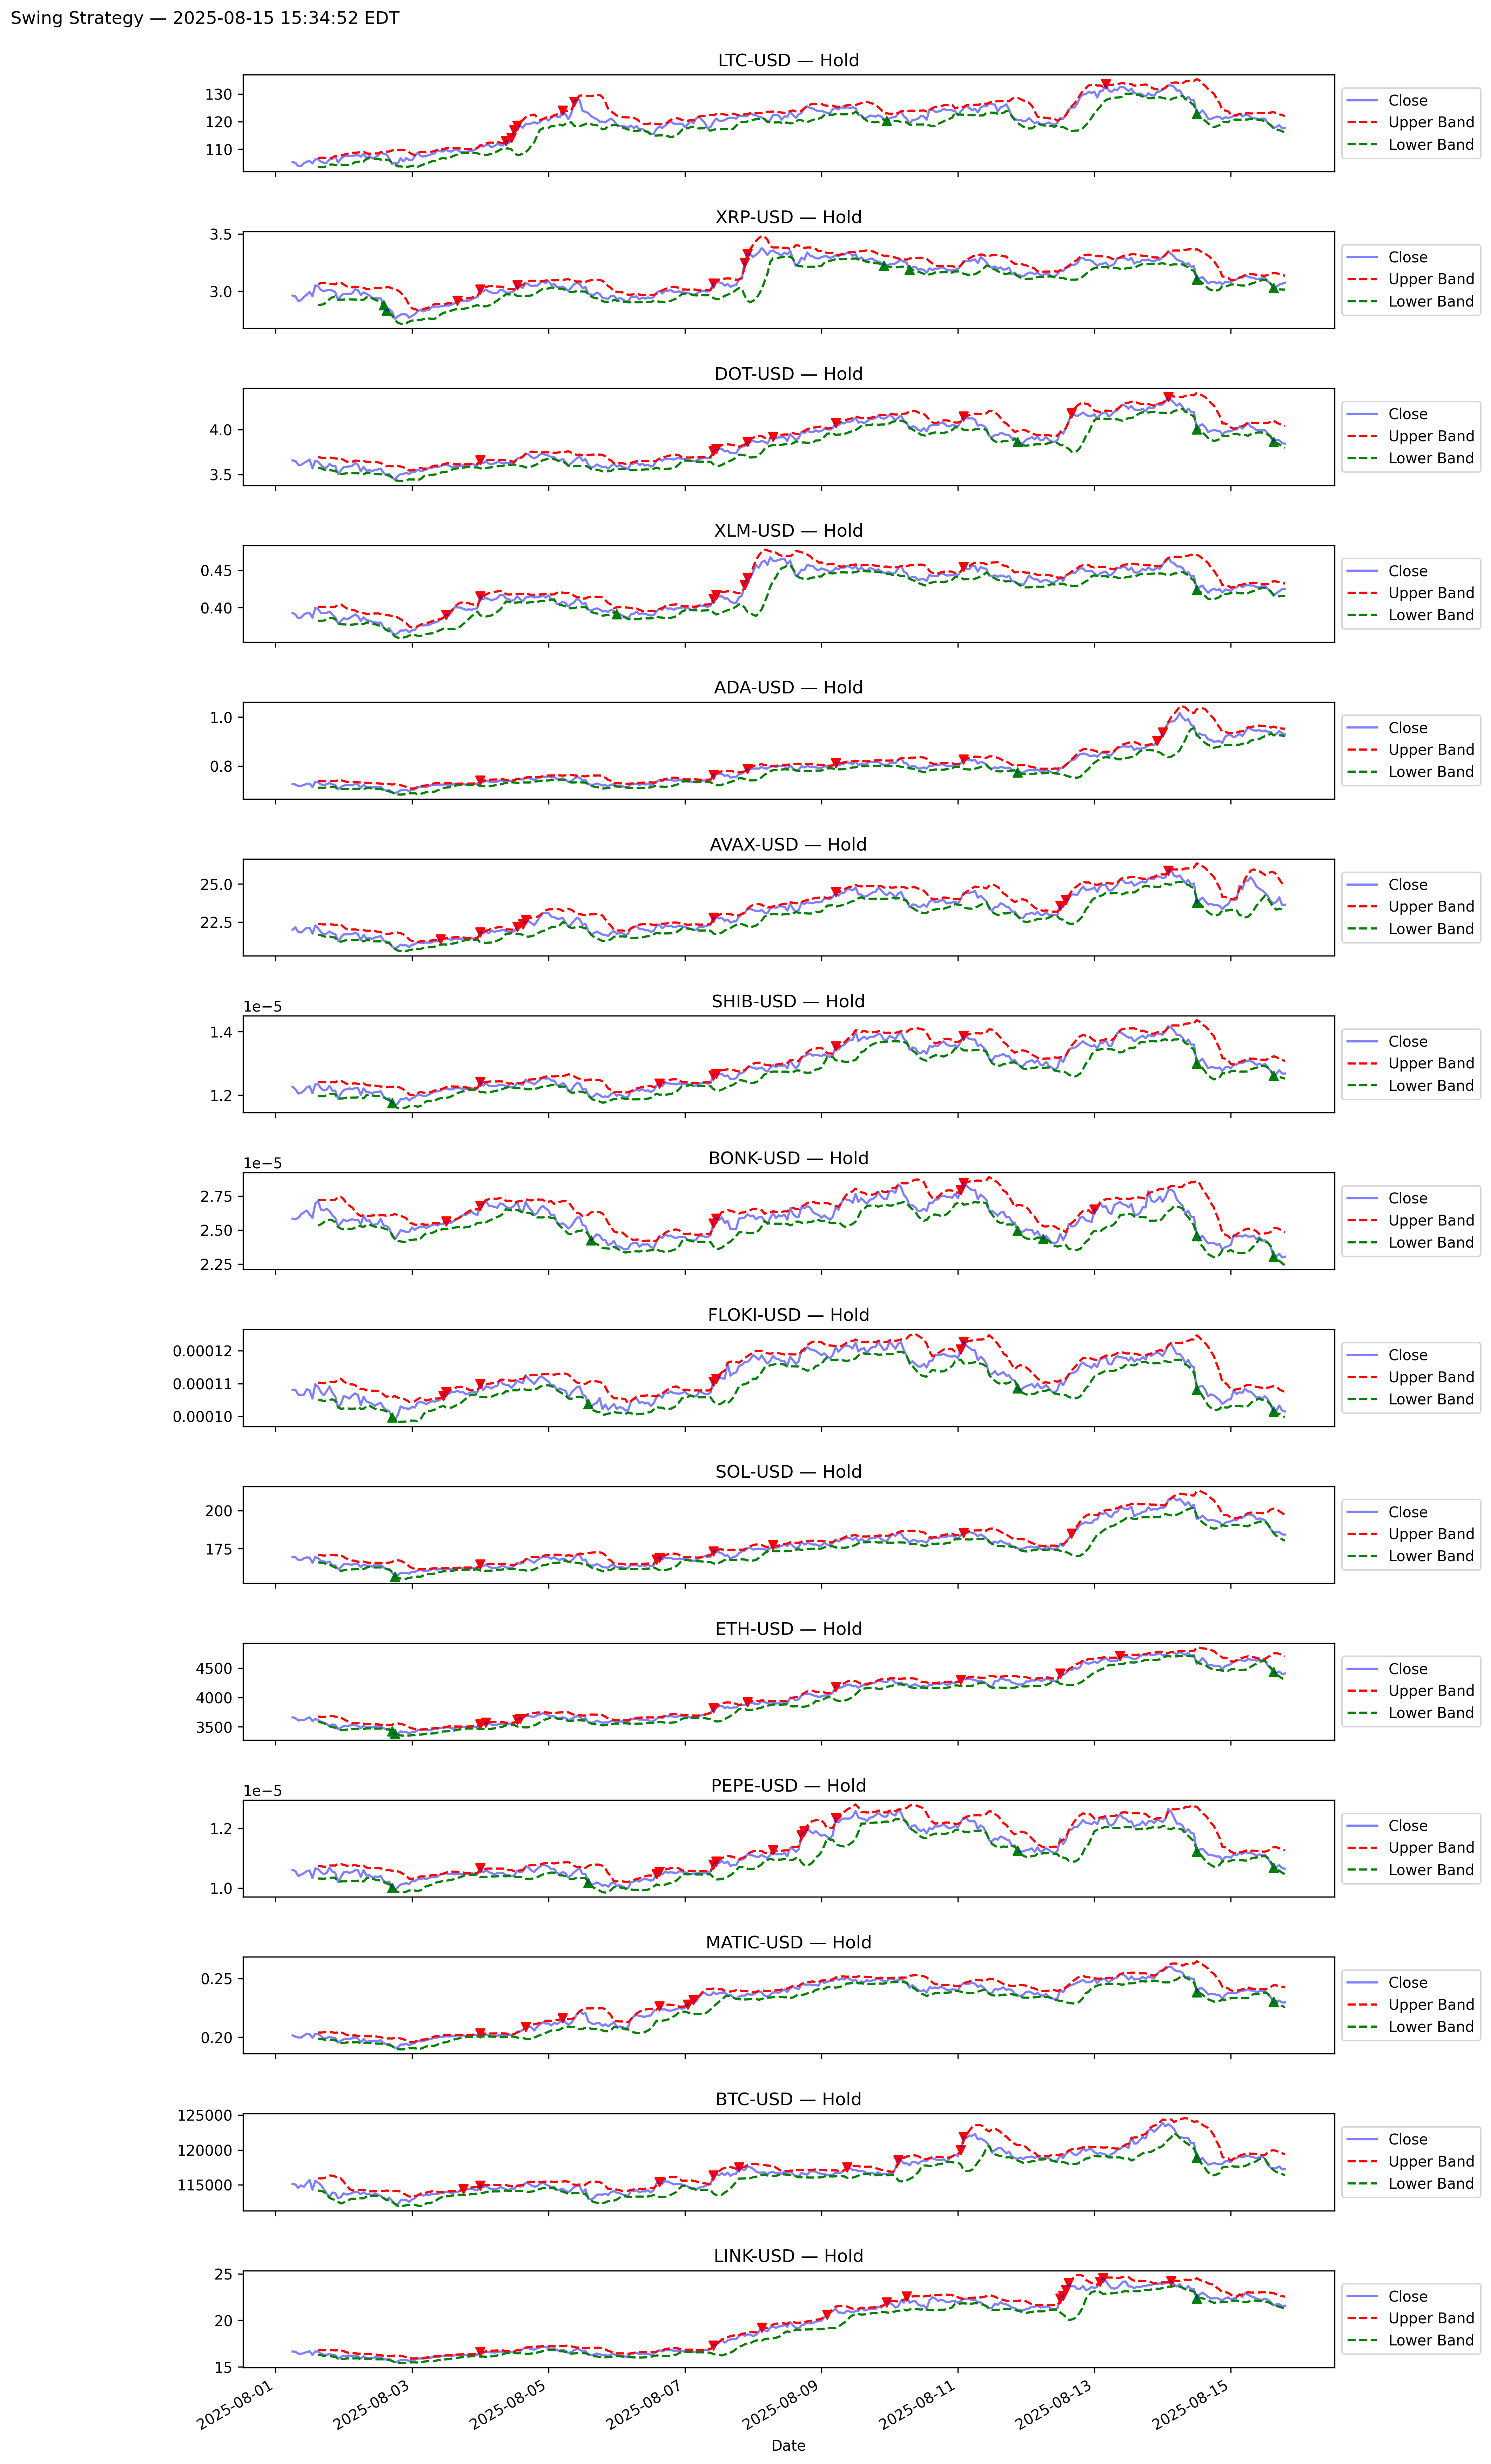 Swing Strategy — 2025-08-15 15:34:52 EDT
LTC-USD — Hold
130
120
110
Close
Upper Band
Lower Band
XRP-USD — Hold
3.5
3.0
Close
Upper Band
Lower Band
DOT-USD — Hold
4.0
3.5
Close
Upper Band
Lower Band
XLM-USD — Hold
0.45
0.40
Close
Upper Band
Lower Band
ADA-USD — Hold
1.0
0.8
Close
Upper Band
Lower Band
AVAX-USD — Hold
25.0
22.5
Close
Upper Band
Lower Band
SHIB-USD — Hold
1e−5
1.4
1.2
Close
Upper Band
Lower Band
BONK-USD — Hold
1e−5
2.75
2.50
2.25
Close
Upper Band
Lower Band
FLOKI-USD — Hold
0.00012
0.00011
0.00010
Close
Upper Band
Lower Band
SOL-USD — Hold
200
175
Close
Upper Band
Lower Band
ETH-USD — Hold
4500
4000
3500
Close
Upper Band
Lower Band
PEPE-USD — Hold
1e−5
1.2
1.0
Close
Upper Band
Lower Band
MATIC-USD — Hold
0.25
0.20
Close
Upper Band
Lower Band
BTC-USD — Hold
125000
120000
115000
Close
Upper Band
Lower Band
LINK-USD — Hold
25
20
15
Close
Upper Band
Lower Band
2025-08-01
2025-08-03
2025-08-05
2025-08-07
2025-08-09
2025-08-11
2025-08-13
2025-08-15
Date